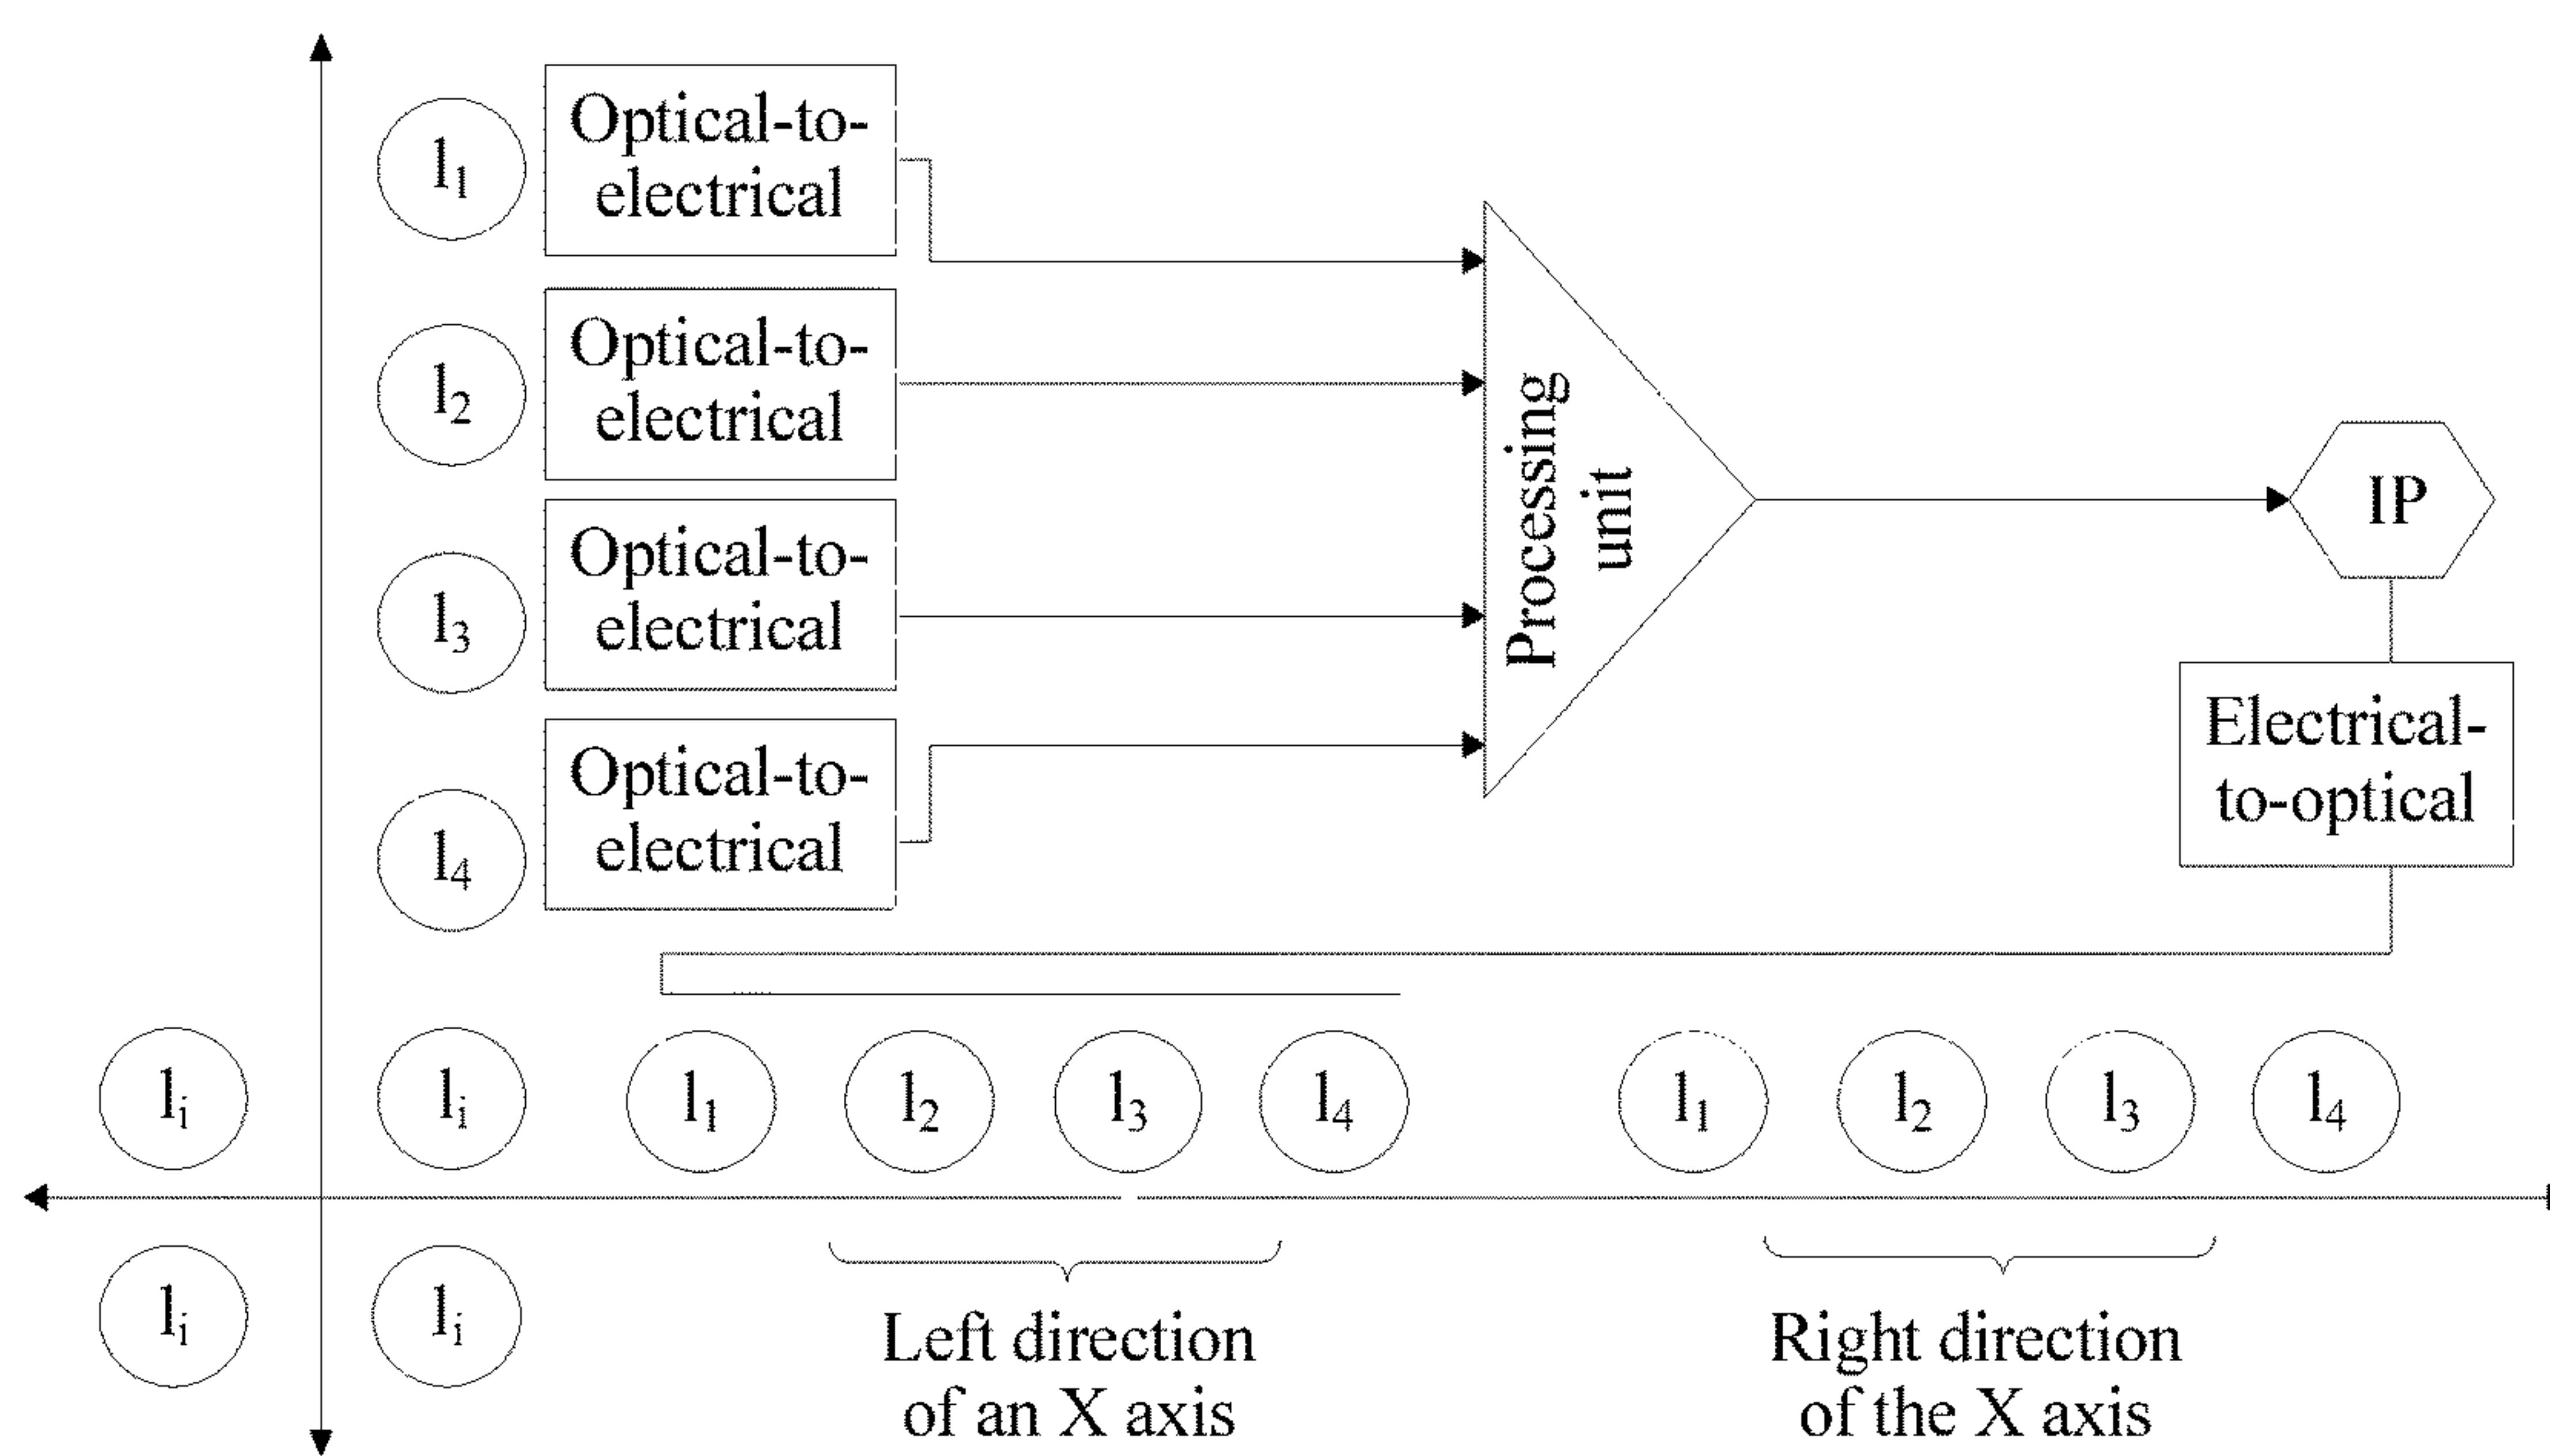 l1
Optical-to-
electrical
l2
Optical-to-
electrical
l3
Optical-to-
electrical
l4
Optical-to-
electrical
Processing
unit
IP
Electrical-
to-optical
li
li
l1
l2
l3
l4
l1
l2
l3
l4
li
li
Left direction
of an X axis
Right direction
of the X axis